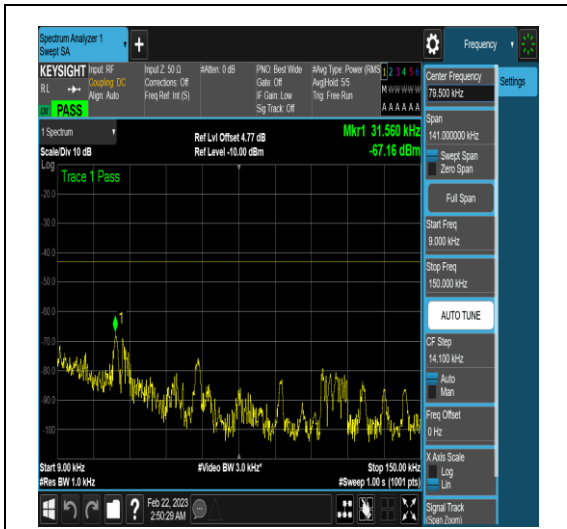 Spectrum Analyzer 1
Swept SA
Frequency
KEYSIGHT
RL
Input: RF
Coupling: DC
Align: Auto
Input Z: 50 Ω
Corrections: Off
Freq Ref: Int (S)
#Atten: 0 dB
PNO: Best Wide
Gate: Off
IF Gain: Low
Sig Track: Off
#Avg Type: Power (RMS
Avg|Hold: 5/5
Trig: Free Run
1 2 3 4 5 6
M W W W W W
A A A A A A
PASS
1 Spectrum
Scale/Div 10 dB
Ref Lvl Offset 4.77 dB
Ref Level -10.00 dBm
Mkr1 31.560 kHz
-67.16 dBm
Log
Trace 1 Pass
-20.0
-30.0
-40.0
-50.0
-60.0
-70.0
-80.0
-90.0
-100
1
Start 9.00 kHz
#Res BW 1.0 kHz
#Video BW 3.0 kHz*
Stop 150.00 kHz
#Sweep 1.00 s (1001 pts)
Feb 22, 2023
2:50:29 AM
Center Frequency
79.500 kHz
Settings
Span
141.000000 kHz
Swept Span
Zero Span
Full Span
Start Freq
9.000 kHz
Stop Freq
150.000 kHz
AUTO TUNE
CF Step
14.100 kHz
Auto
Man
Freq Offset
0 Hz
X Axis Scale
Log
Lin
Signal Track
(Span Zoom)